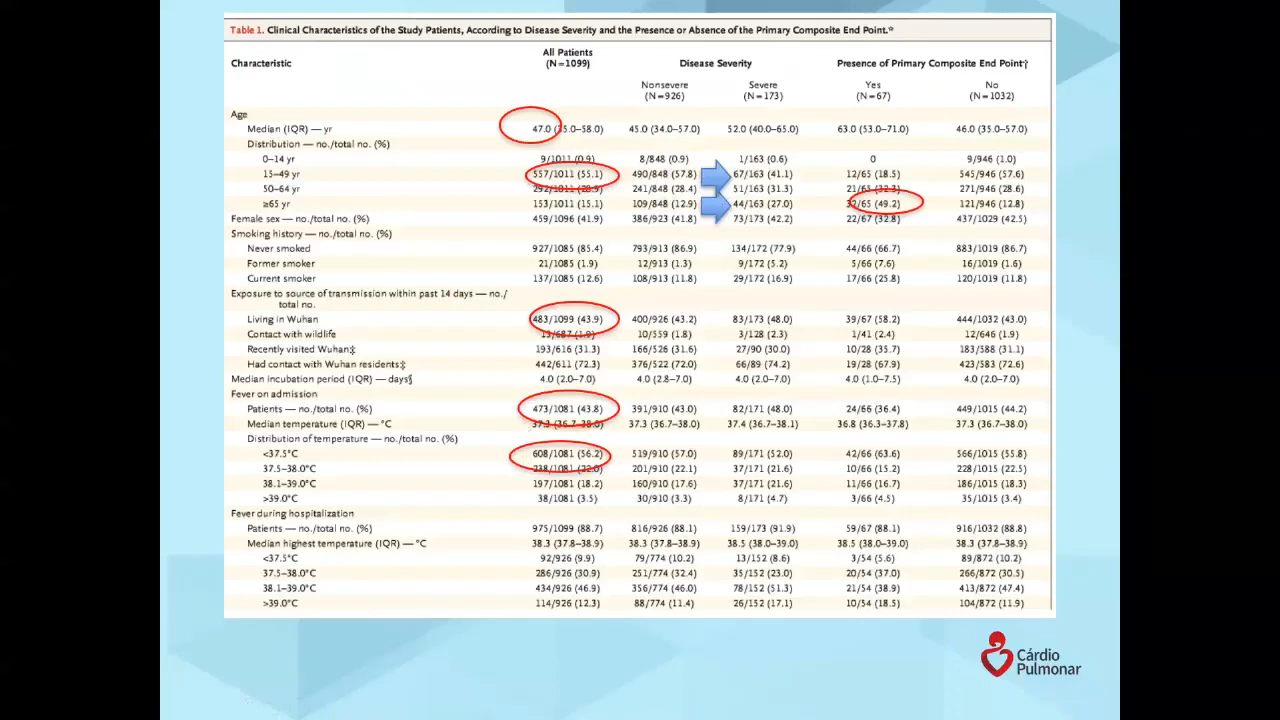 Table 1. Clinical Characteristics of the Study Patients, According to Disease Severity and the Presence or Absence of the Primary Composite End Point.*
Characteristic All Patients (N=1099) Disease Severity Presence of Primary Composite End Point†
Nonsevere (N=926) Severe (N=173) Yes (N=67) No (N=1032)
Age
Median (IQR) — yr 47.0 (35.0–58.0) 45.0 (34.0–57.0) 52.0 (40.0–65.0) 63.0 (53.0–71.0) 46.0 (35.0–57.0)
Distribution — no./total no. (%)
0–14 yr 9/1011 (0.9) 8/848 (0.9) 1/163 (0.6) 0 9/946 (1.0)
15–49 yr 557/1011 (55.1) 490/848 (57.8) 67/163 (41.1) 12/65 (18.5) 545/946 (57.6)
50–64 yr 292/1011 (28.9) 241/848 (28.4) 51/163 (31.3) 21/65 (32.3) 271/946 (28.6)
≥65 yr 153/1011 (15.1) 109/848 (12.9) 44/163 (27.0) 32/65 (49.2) 121/946 (12.8)
Female sex — no./total no. (%) 459/1096 (41.9) 386/923 (41.8) 73/173 (42.2) 22/67 (32.8) 437/1029 (42.5)
Smoking history — no./total no. (%)
Never smoked 927/1085 (85.4) 793/913 (86.9) 134/172 (77.9) 44/66 (66.7) 883/1019 (86.7)
Former smoker 21/1085 (1.9) 12/913 (1.3) 9/172 (5.2) 5/66 (7.6) 16/1019 (1.6)
Current smoker 137/1085 (12.6) 108/913 (11.8) 29/172 (16.9) 17/66 (25.8) 120/1019 (11.8)
Exposure to source of transmission within past 14 days — no./
total no.
Living in Wuhan 483/1099 (43.9) 400/926 (43.2) 83/173 (48.0) 39/67 (58.2) 444/1032 (43.0)
Contact with wildlife 13/687 (1.9) 10/559 (1.8) 3/128 (2.3) 1/41 (2.4) 12/646 (1.9)
Recently visited Wuhan‡ 193/616 (31.3) 166/526 (31.6) 27/90 (30.0) 10/28 (35.7) 183/588 (31.1)
Had contact with Wuhan residents‡ 442/611 (72.3) 376/522 (72.0) 66/89 (74.2) 19/28 (67.9) 423/583 (72.6)
Median incubation period (IQR) — days§ 4.0 (2.0–7.0) 4.0 (2.8–7.0) 4.0 (2.0–7.0) 4.0 (1.0–7.5) 4.0 (2.0–7.0)
Fever on admission
Patients — no./total no. (%) 473/1081 (43.8) 391/910 (43.0) 82/171 (48.0) 24/66 (36.4) 449/1015 (44.2)
Median temperature (IQR) — °C 37.3 (36.7–38.0) 37.3 (36.7–38.0) 37.4 (36.7–38.1) 36.8 (36.3–37.8) 37.3 (36.7–38.0)
Distribution of temperature — no./total no. (%)
<37.5°C 608/1081 (56.2) 519/910 (57.0) 89/171 (52.0) 42/66 (63.6) 566/1015 (55.8)
37.5–38.0°C 238/1081 (22.0) 201/910 (22.1) 37/171 (21.6) 10/66 (15.2) 228/1015 (22.5)
38.1–39.0°C 197/1081 (18.2) 160/910 (17.6) 37/171 (21.6) 11/66 (16.7) 186/1015 (18.3)
>39.0°C 38/1081 (3.5) 30/910 (3.3) 8/171 (4.7) 3/66 (4.5) 35/1015 (3.4)
Fever during hospitalization
Patients — no./total no. (%) 975/1099 (88.7) 816/926 (88.1) 159/173 (91.9) 59/67 (88.1) 916/1032 (88.8)
Median highest temperature (IQR) — °C 38.3 (37.8–38.9) 38.3 (37.8–38.9) 38.5 (38.0–39.0) 38.5 (38.0–39.0) 38.3 (37.8–38.9)
<37.5°C 92/926 (9.9) 79/774 (10.2) 13/152 (8.6) 3/54 (5.6) 89/872 (10.2)
37.5–38.0°C 286/926 (30.9) 251/774 (32.4) 35/152 (23.0) 20/54 (37.0) 266/872 (30.5)
38.1–39.0°C 434/926 (46.9) 356/774 (46.0) 78/152 (51.3) 21/54 (38.9) 413/872 (47.4)
>39.0°C 114/926 (12.3) 88/774 (11.4) 26/152 (17.1) 10/54 (18.5) 104/872 (11.9)
Cárdio
Pulmonar